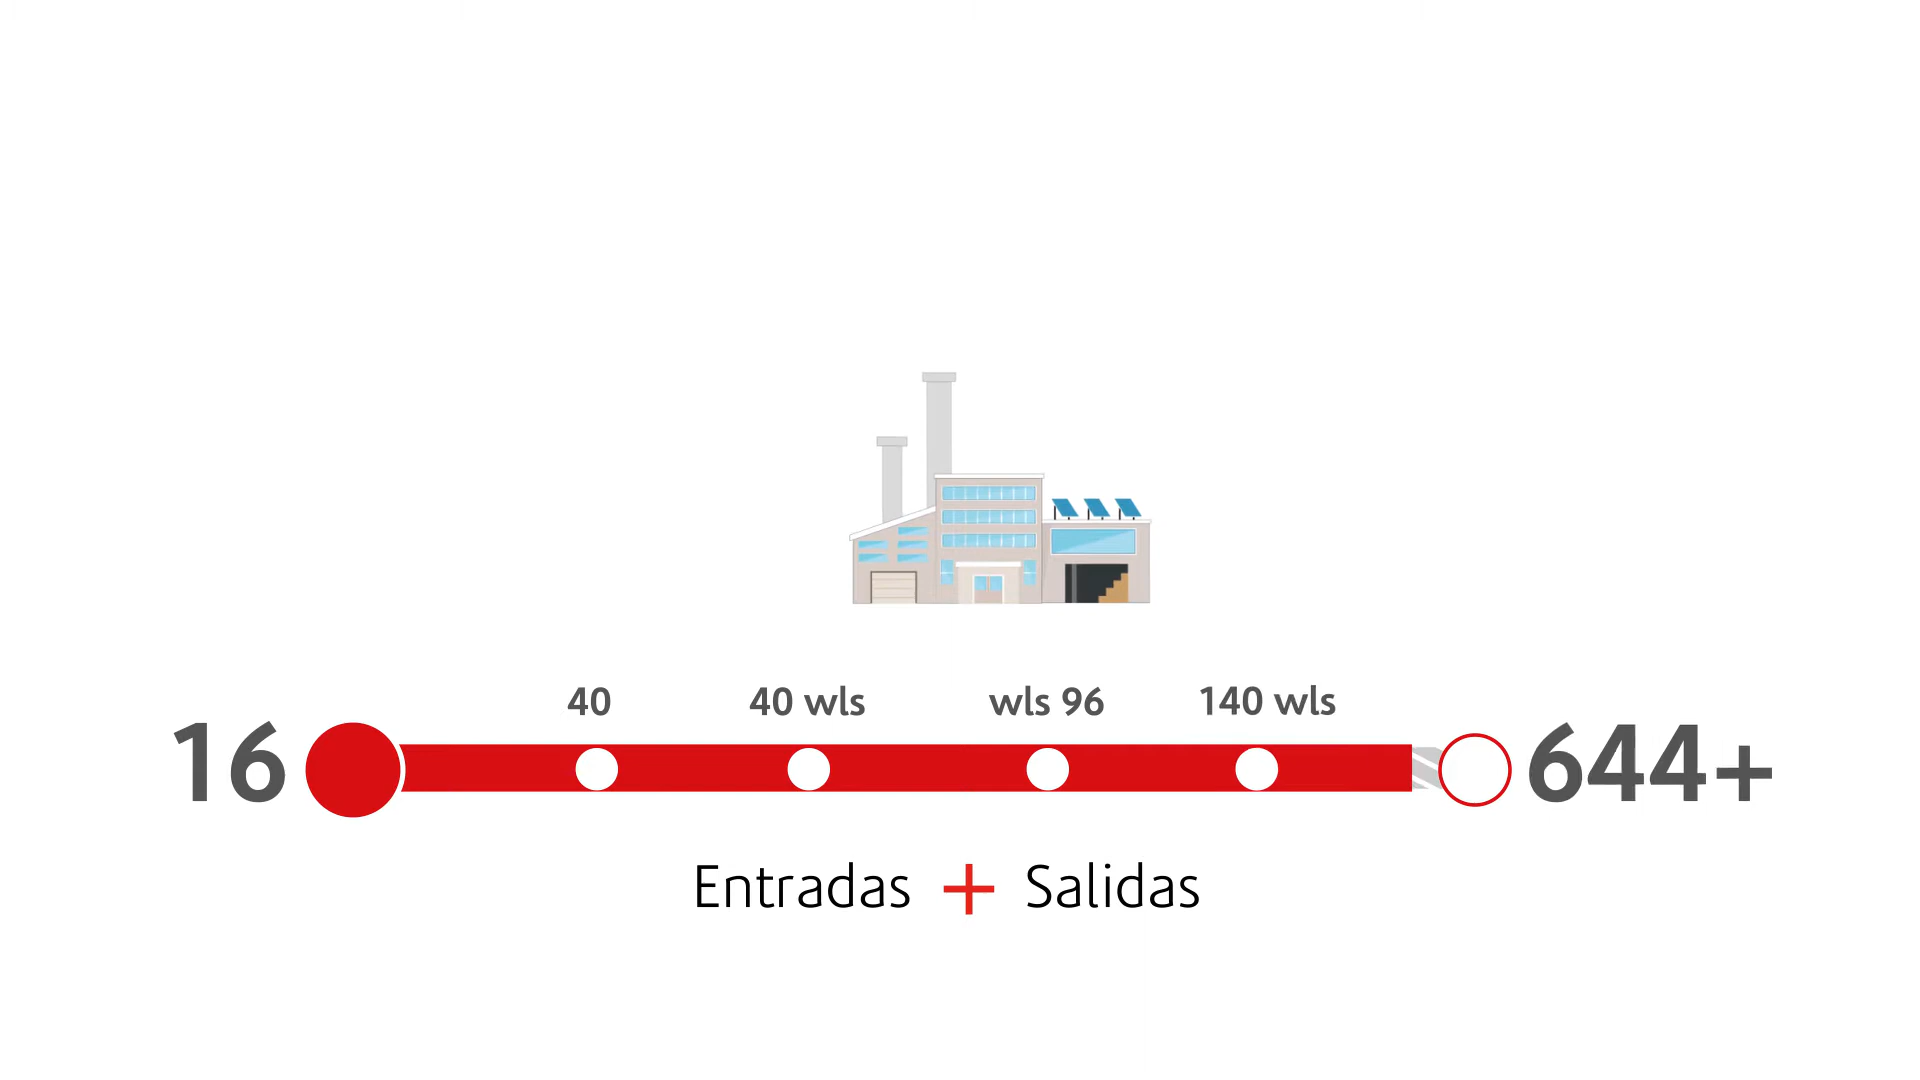 40
40 wls
wls 96
140 wls
16
644+
Entradas + Salidas